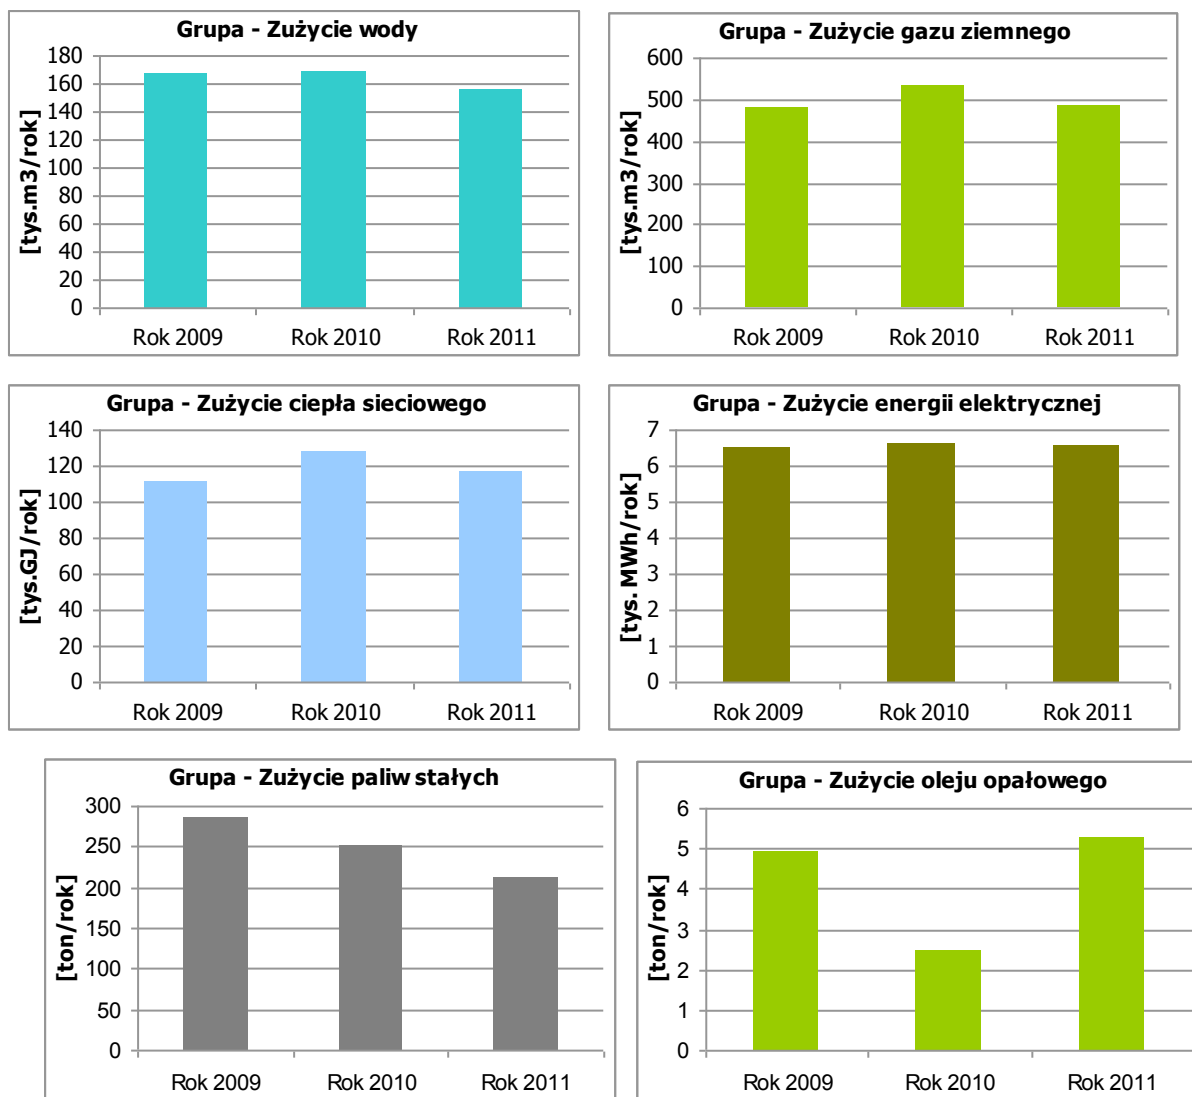 Grupa - Zużycie wody
[tys.m3/rok]
180
160
140
120
100
80
60
40
20
0
Rok 2009 Rok 2010 Rok 2011
Grupa - Zużycie gazu ziemnego
[tys.m3/rok]
600
500
400
300
200
100
0
Rok 2009 Rok 2010 Rok 2011
Grupa - Zużycie ciepła sieciowego
[tys.GJ/rok]
140
120
100
80
60
40
20
0
Rok 2009 Rok 2010 Rok 2011
Grupa - Zużycie energii elektrycznej
[tys. MWh/rok]
7
6
5
4
3
2
1
0
Rok 2009 Rok 2010 Rok 2011
Grupa - Zużycie paliw stałych
[ton/rok]
300
250
200
150
100
50
0
Rok 2009 Rok 2010 Rok 2011
Grupa - Zużycie oleju opałowego
[ton/rok]
6
5
4
3
2
1
0
Rok 2009 Rok 2010 Rok 2011